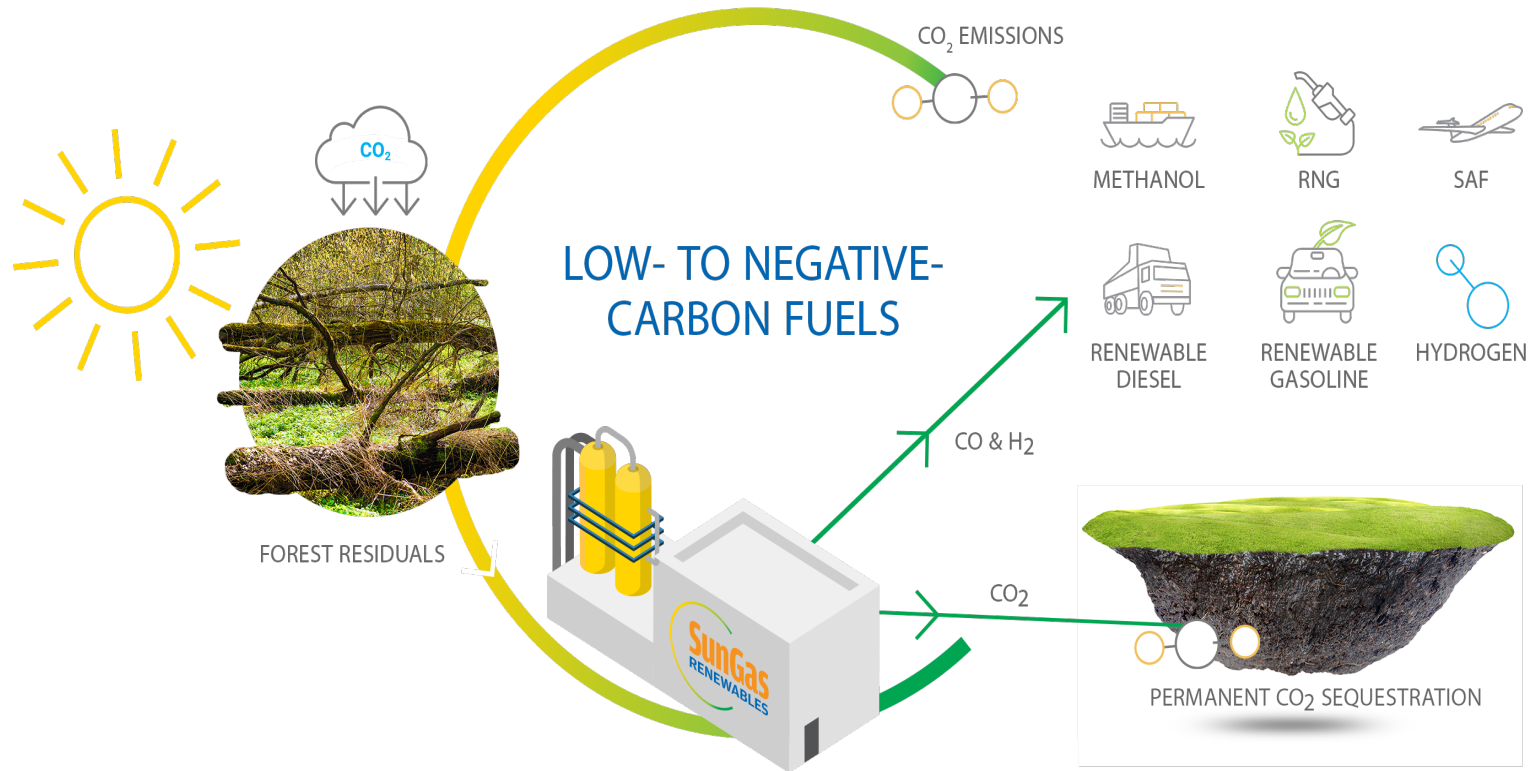 CO₂ EMISSIONS
CO₂
METHANOL
RNG
SAF
LOW- TO NEGATIVE-
CARBON FUELS
RENEWABLE
DIESEL
RENEWABLE
GASOLINE
HYDROGEN
CO & H2
FOREST RESIDUALS
CO2
SunGas
RENEWABLES
PERMANENT CO2 SEQUESTRATION